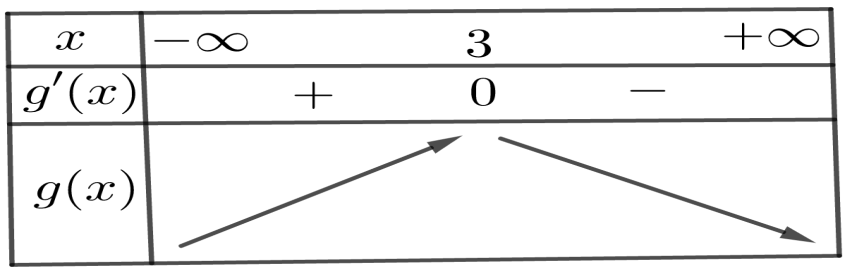 x −∞ 3 +∞
g′(x) + 0 −
g(x)